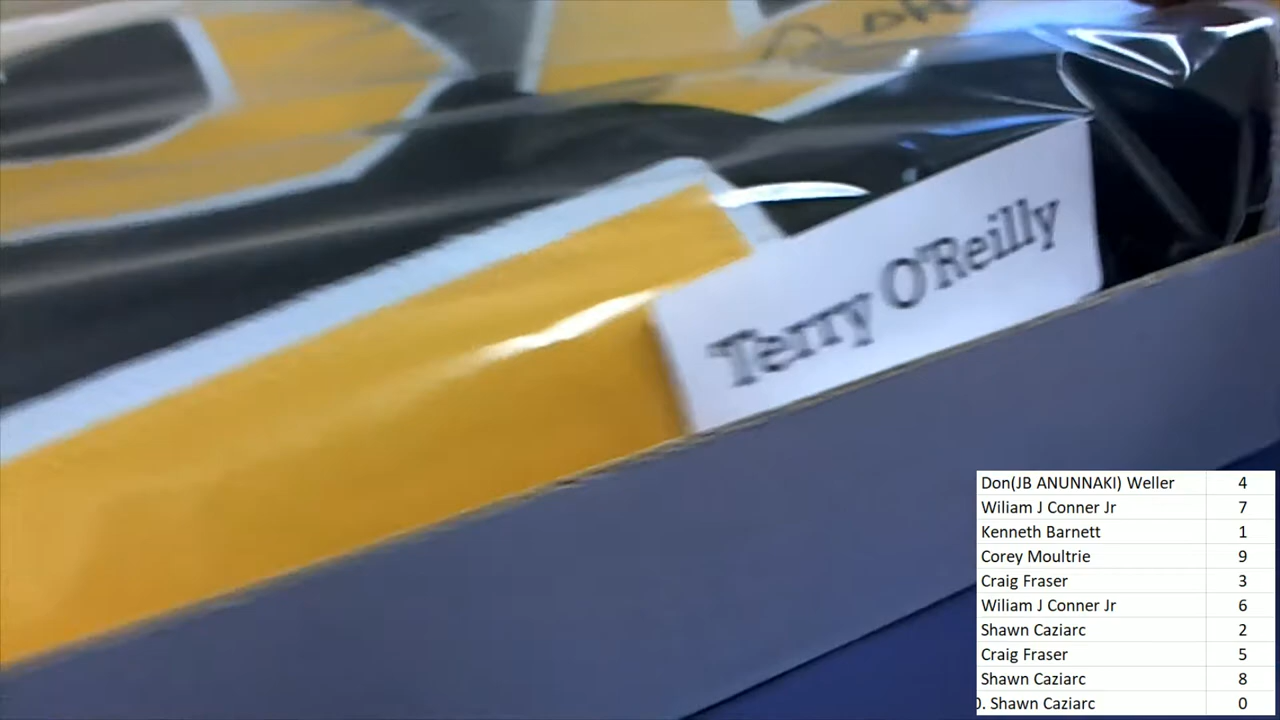 Terry O'Reilly
Don(JB ANUNNAKI) Weller 4
Wiliam J Conner Jr 7
Kenneth Barnett 1
Corey Moultrie 9
Craig Fraser 3
Wiliam J Conner Jr 6
Shawn Caziarc 2
Craig Fraser 5
Shawn Caziarc 8
0. Shawn Caziarc 0